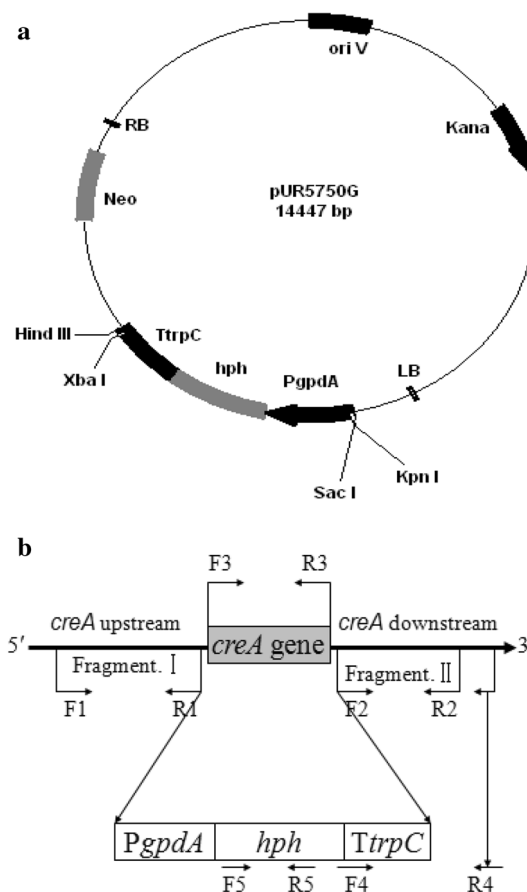 a
ori V
RB
Kana
Neo
pUR5750G
14447 bp
Hind III
TtrpC
Xba I
hph
PgpdA
LB
Sac I
Kpn I
b
F3 R3
creA upstream
creA downstream
5′ creA gene 3′
Fragment. I
Fragment. II
F1 R1 F2 R2
PgpdA hph TtrpC
F5 R5 F4 R4